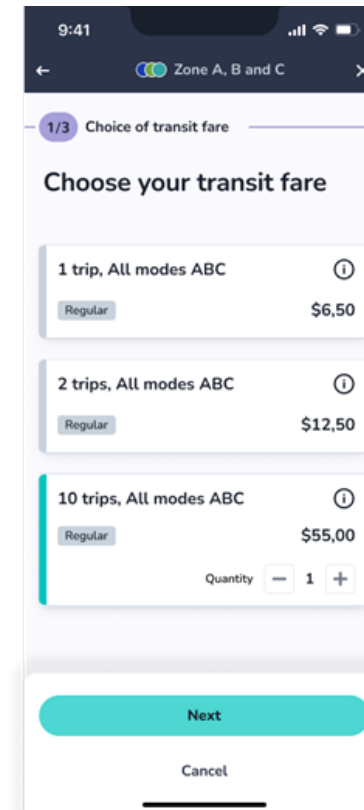 9:41
Zone A, B and C
1/3 Choice of transit fare
Choose your transit fare
1 trip, All modes ABC
Regular $6,50
2 trips, All modes ABC
Regular $12,50
10 trips, All modes ABC
Regular $55,00
Quantity − 1 +
Next
Cancel